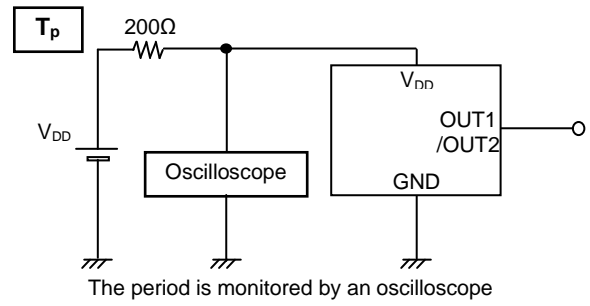 Tp
200Ω
VDD
VDD
OUT1
/OUT2
Oscilloscope
GND
The period is monitored by an oscilloscope